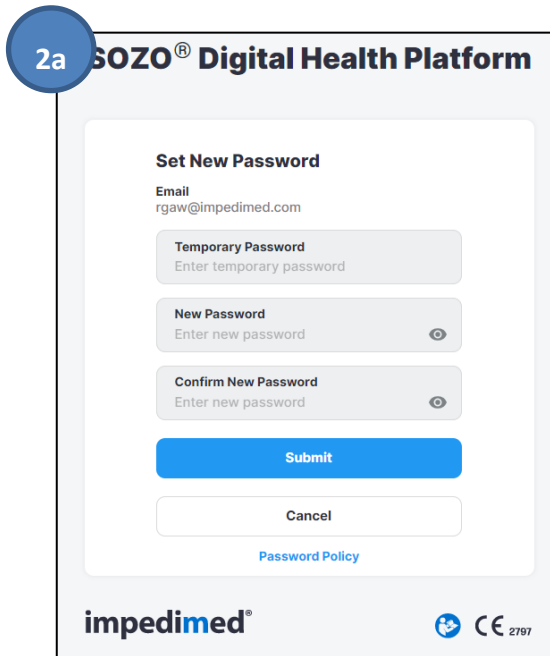 2a
SOZO® Digital Health Platform
Set New Password
Email
rgaw@impedimed.com
Temporary Password
Enter temporary password
New Password
Enter new password
Confirm New Password
Enter new password
Submit
Cancel
Password Policy
impedimed®
CE 2797